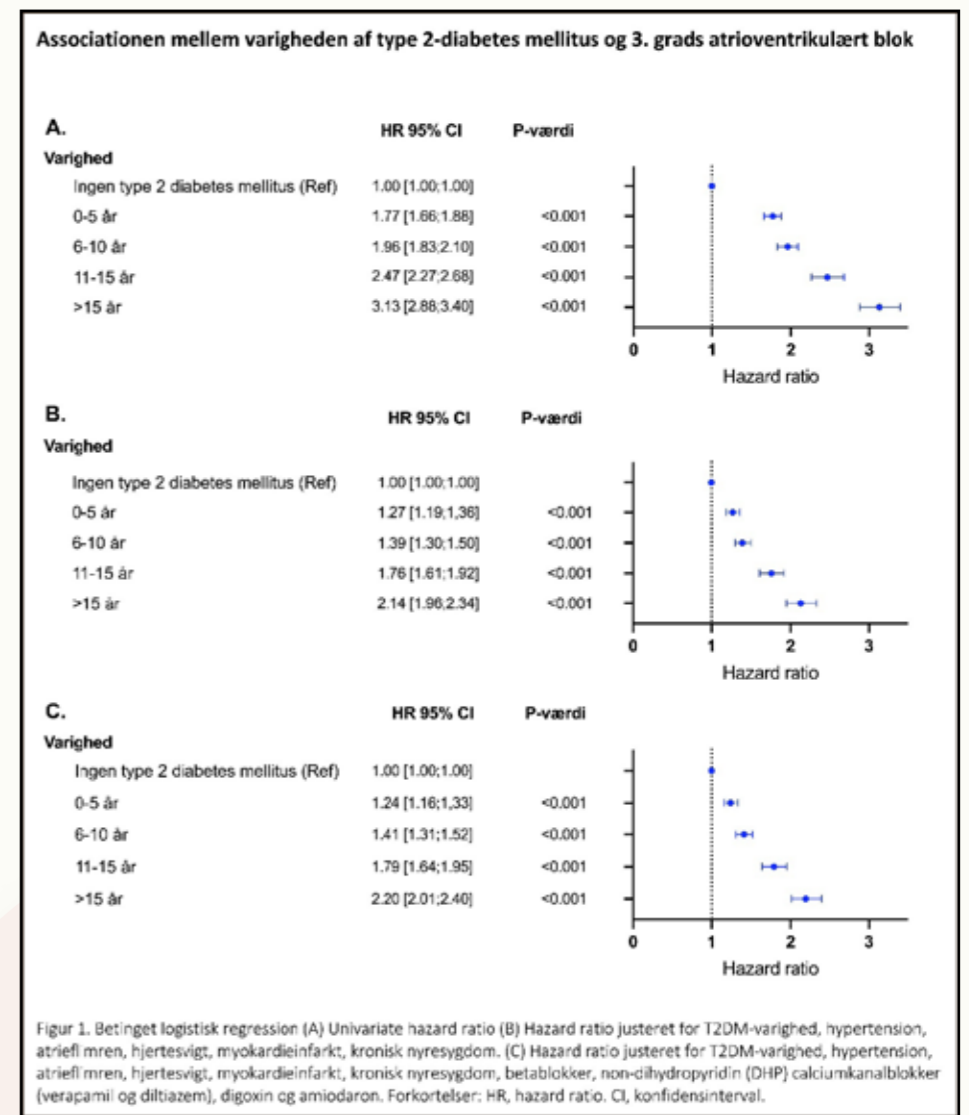 Associationen mellem varigheden af type 2-diabetes mellitus og 3. grads atrioventrikulært blok
A.
HR 95% CI P-værdi
Varighed
Ingen type 2 diabetes mellitus (Ref) 1.00 [1.00;1.00]
0-5 år 1.77 [1.66;1.88] <0.001
6-10 år 1.96 [1.83;2.10] <0.001
11-15 år 2.47 [2.27;2.68] <0.001
>15 år 3.13 [2.88;3.40] <0.001
0 1 2 3
Hazard ratio
B.
HR 95% CI P-værdi
Varighed
Ingen type 2 diabetes mellitus (Ref) 1.00 [1.00;1.00]
0-5 år 1.27 [1.19;1,36] <0.001
6-10 år 1.39 [1.30;1.50] <0.001
11-15 år 1.76 [1.61;1.92] <0.001
>15 år 2.14 [1.96;2.34] <0.001
0 1 2 3
Hazard ratio
C.
HR 95% CI P-værdi
Varighed
Ingen type 2 diabetes mellitus (Ref) 1.00 [1.00;1.00]
0-5 år 1.24 [1.16;1,33] <0.001
6-10 år 1.41 [1.31;1.52] <0.001
11-15 år 1.79 [1.64;1.95] <0.001
>15 år 2.20 [2.01;2.40] <0.001
0 1 2 3
Hazard ratio
Figur 1. Betinget logistisk regression (A) Univariate hazard ratio (B) Hazard ratio justeret for T2DM-varighed, hypertension,
atriefl mren, hjertesvigt, myokardieinfarkt, kronisk nyresygdom. (C) Hazard ratio justeret for T2DM-varighed, hypertension,
atriefl mren, hjertesvigt, myokardieinfarkt, kronisk nyresygdom, betablokker, non-dihydropyridin (DHP) calciumkanalblokker
(verapamil og diltiazem), digoxin og amiodaron. Forkortelser: HR, hazard ratio. CI, konfidensinterval.